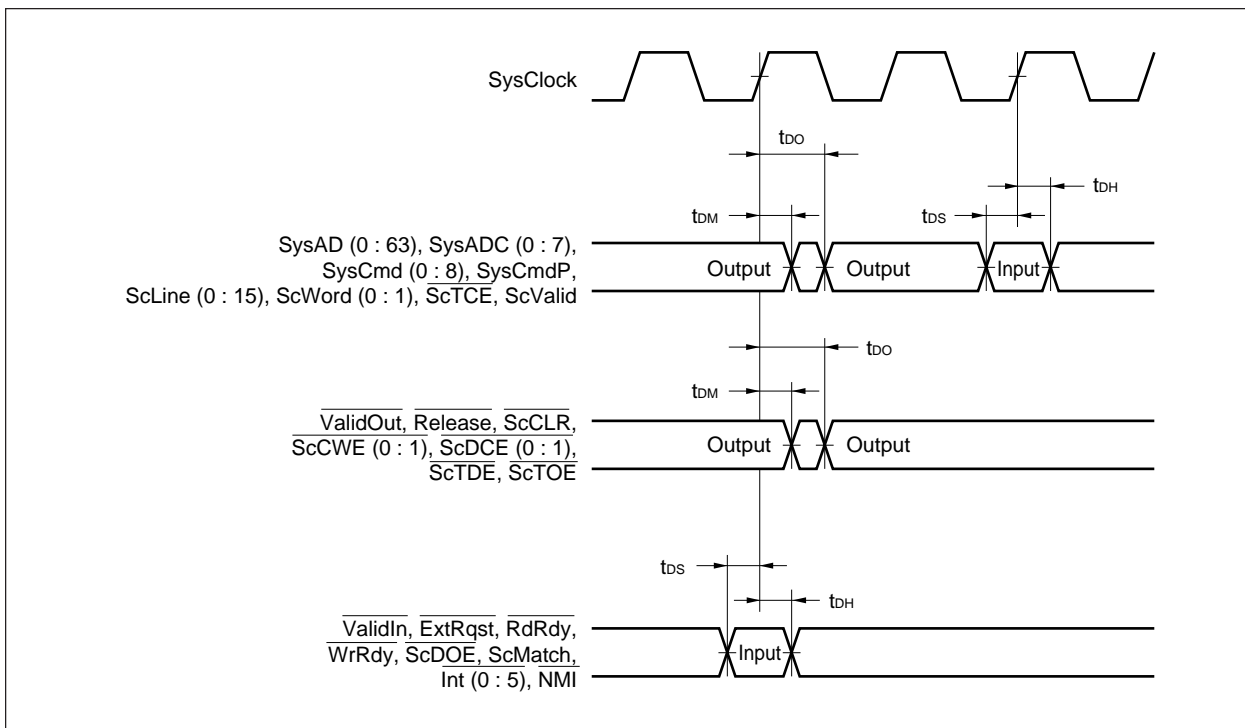 SysClock
tDO
tDH
tDM
tDS
SysAD (0 : 63), SysADC (0 : 7),
SysCmd (0 : 8), SysCmdP,
ScLine (0 : 15), ScWord (0 : 1), ScTCE, ScValid
Output
Output
Input
tDO
tDM
ValidOut, Release, ScCLR,
ScCWE (0 : 1), ScDCE (0 : 1),
ScTDE, ScTOE
Output
Output
tDS
tDH
ValidIn, ExtRqst, RdRdy,
WrRdy, ScDOE, ScMatch,
Int (0 : 5), NMI
Input